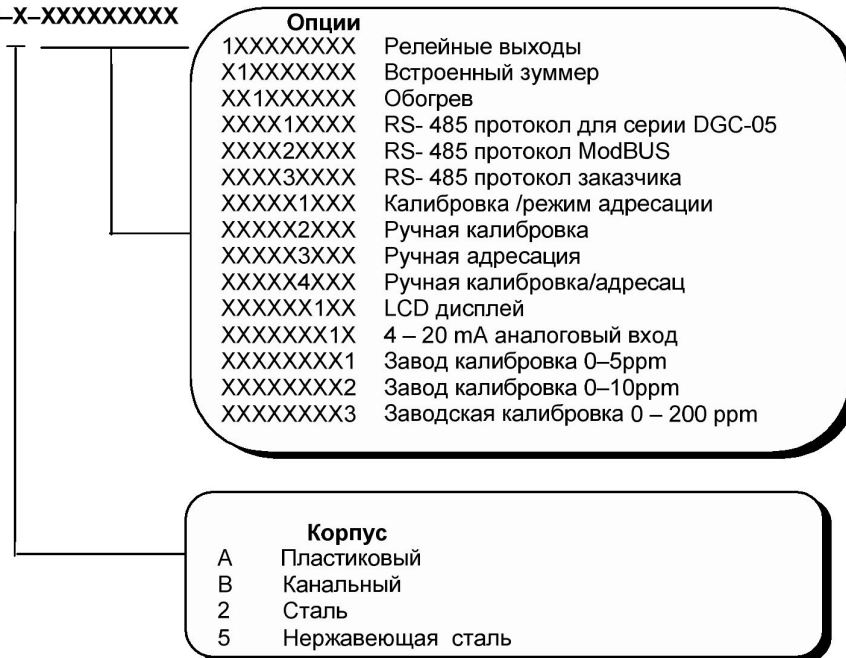 –X–XXXXXXXXX
Опции
1XXXXXXXX Релейные выходы
X1XXXXXXX Встроенный зуммер
XX1XXXXXX Обогрев
XXXX1XXXX RS- 485 протокол для серии DGC-05
XXXX2XXXX RS- 485 протокол ModBUS
XXXX3XXXX RS- 485 протокол заказчика
XXXXX1XXX Калибровка /режим адресации
XXXXX2XXX Ручная калибровка
XXXXX3XXX Ручная адресация
XXXXX4XXX Ручная калибровка/адресац
XXXXXX1XX LCD дисплей
XXXXXXX1X 4 – 20 mA аналоговый вход
XXXXXXXX1 Завод калибровка 0–5ppm
XXXXXXXX2 Завод калибровка 0–10ppm
XXXXXXXX3 Заводская калибровка 0 – 200 ppm
Корпус
A Пластиковый
B Канальный
2 Сталь
5 Нержавеющая сталь